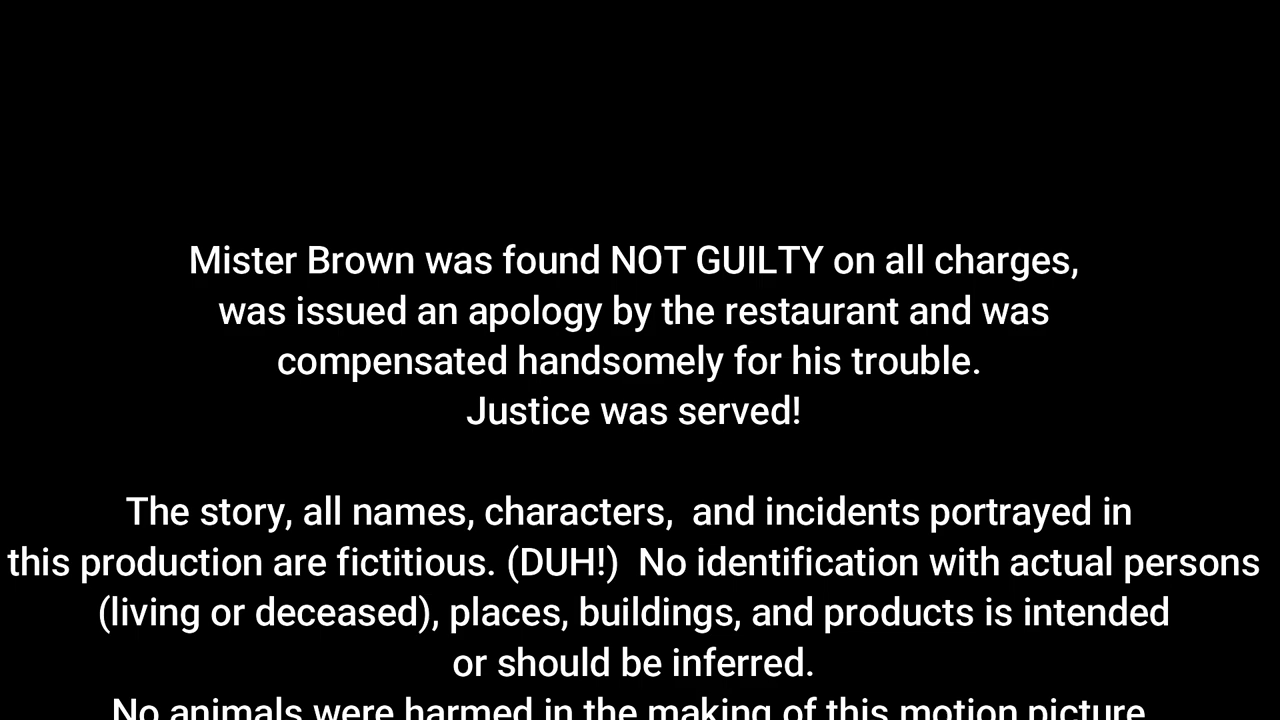 Mister Brown was found NOT GUILTY on all charges,
was issued an apology by the restaurant and was
compensated handsomely for his trouble.
Justice was served!
The story, all names, characters,  and incidents portrayed in
this production are fictitious. (DUH!)  No identification with actual persons
(living or deceased), places, buildings, and products is intended
or should be inferred.
No animals were harmed in the making of this motion picture